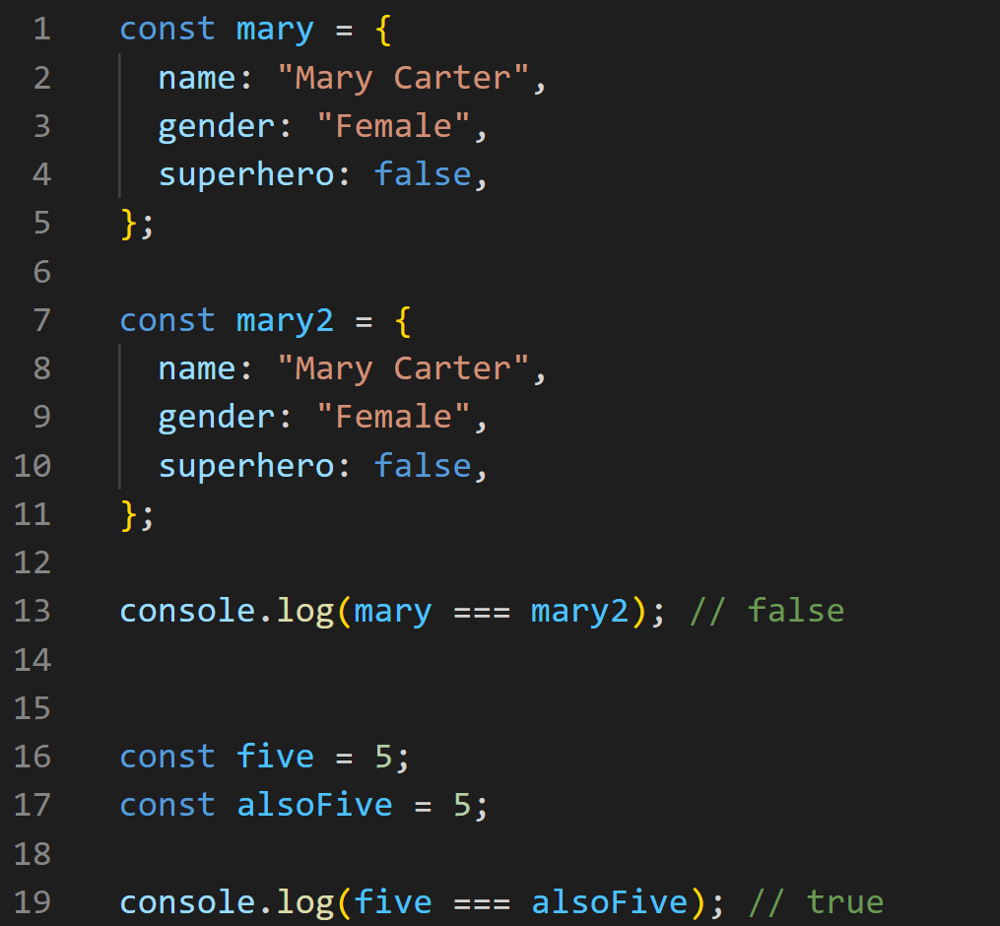 1 const mary = {
2 name: "Mary Carter",
3 gender: "Female",
4 superhero: false,
5 };
6
7 const mary2 = {
8 name: "Mary Carter",
9 gender: "Female",
10 superhero: false,
11 };
12
13 console.log(mary === mary2); // false
14
15
16 const five = 5;
17 const alsoFive = 5;
18
19 console.log(five === alsoFive); // true